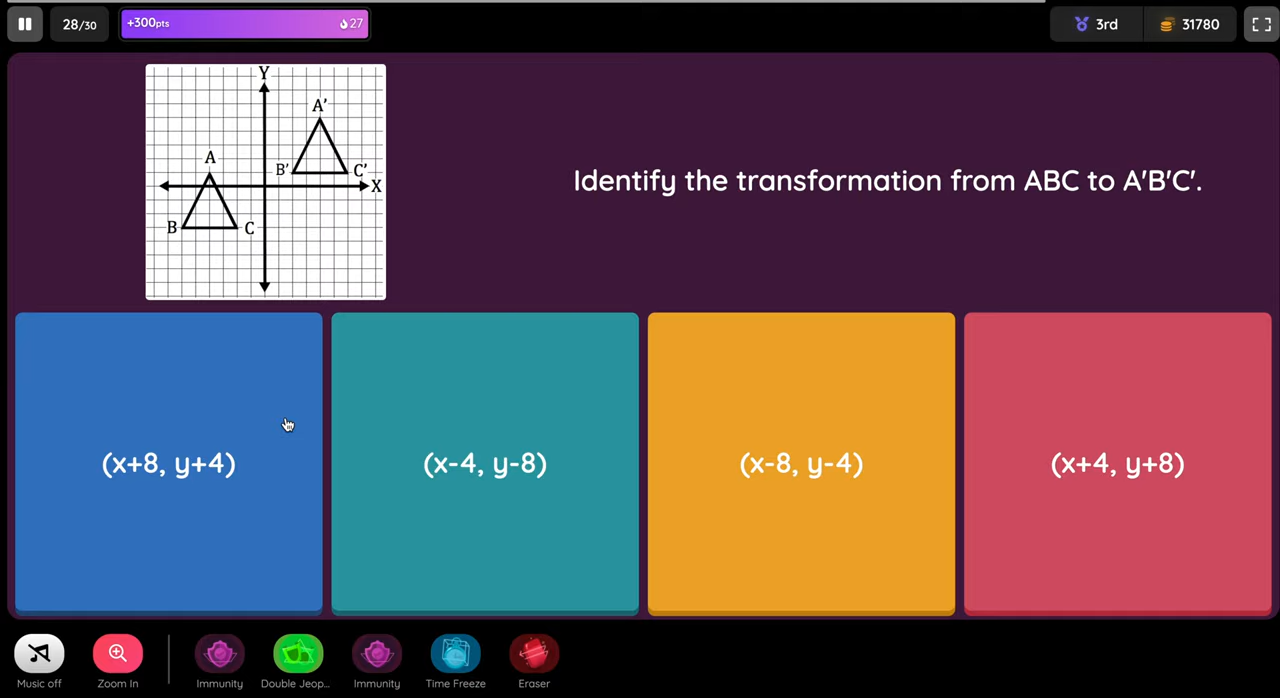 28/30
+300pts
27
3rd
31780
Y
A'
A
B'
C'
X
B
C
Identify the transformation from ABC to A'B'C'.
(x+8, y+4)
(x-4, y-8)
(x-8, y-4)
(x+4, y+8)
Music off
Zoom In
Immunity
Double Jeop...
Immunity
Time Freeze
Eraser